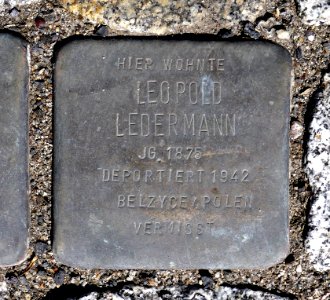 HIER WOHNTE
LEOPOLD
LEDERMANN
JG. 1875
DEPORTIERT 1942
BELZYCE / POLEN
VERMISST